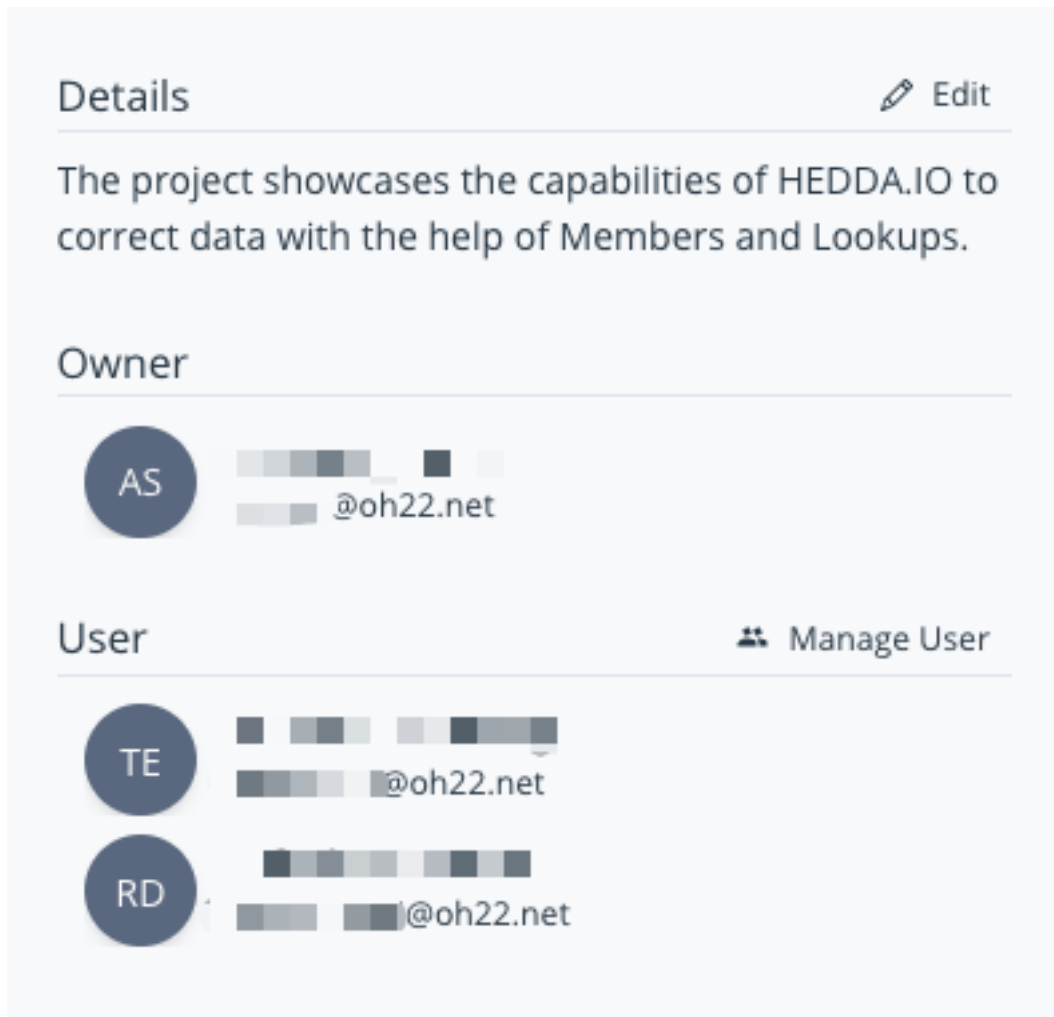 Details
Edit
The project showcases the capabilities of HEDDA.IO to
correct data with the help of Members and Lookups.
Owner
AS
@oh22.net
User
Manage User
TE
@oh22.net
RD
@oh22.net